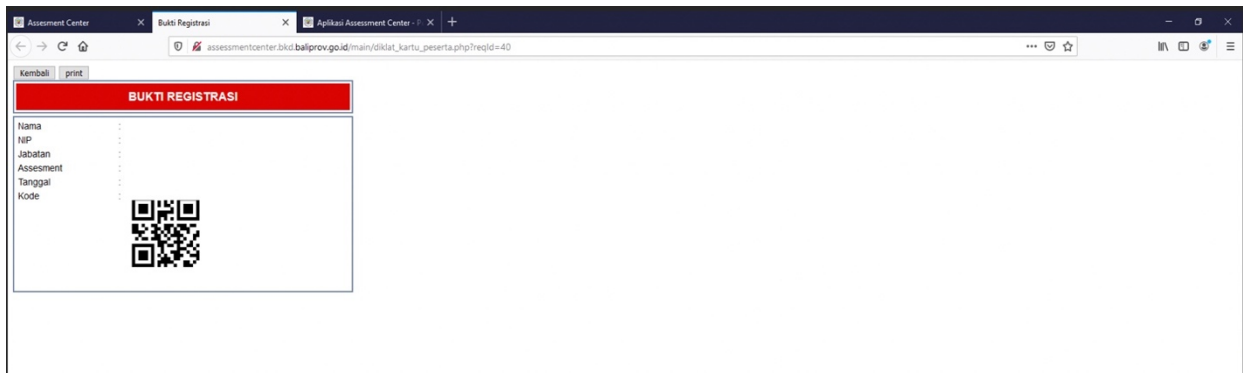 Assesment Center
Bukti Registrasi
Aplikasi Assessment Center - P
assessmentcenter.bkd.baliprov.go.id/main/diklat_kartu_peserta.php?reqId=40
Kembali print
BUKTI REGISTRASI
Nama :
NIP :
Jabatan :
Assesment :
Tanggal :
Kode :